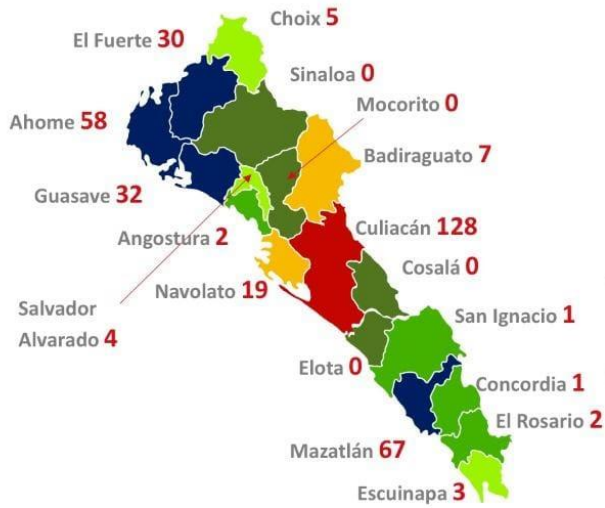 Choix 5
El Fuerte 30
Sinaloa 0
Mocorito 0
Ahome 58
Badiraguato 7
Guasave 32
Culiacán 128
Angostura 2
Cosalá 0
Navolato 19
Salvador
Alvarado 4
San Ignacio 1
Elota 0
Concordia 1
El Rosario 2
Mazatlán 67
Escuinapa 3